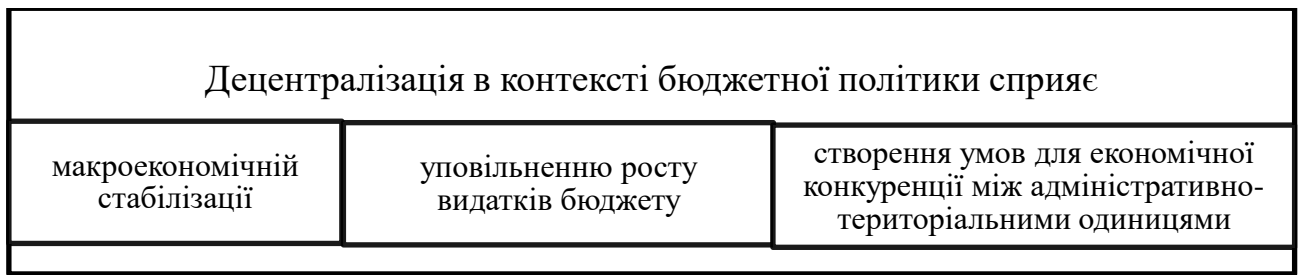 Децентралізація в контексті бюджетної політики сприяє
макроекономічній
стабілізації
уповільненню росту
видатків бюджету
створення умов для економічної
конкуренції між адміністративно-
територіальними одиницями